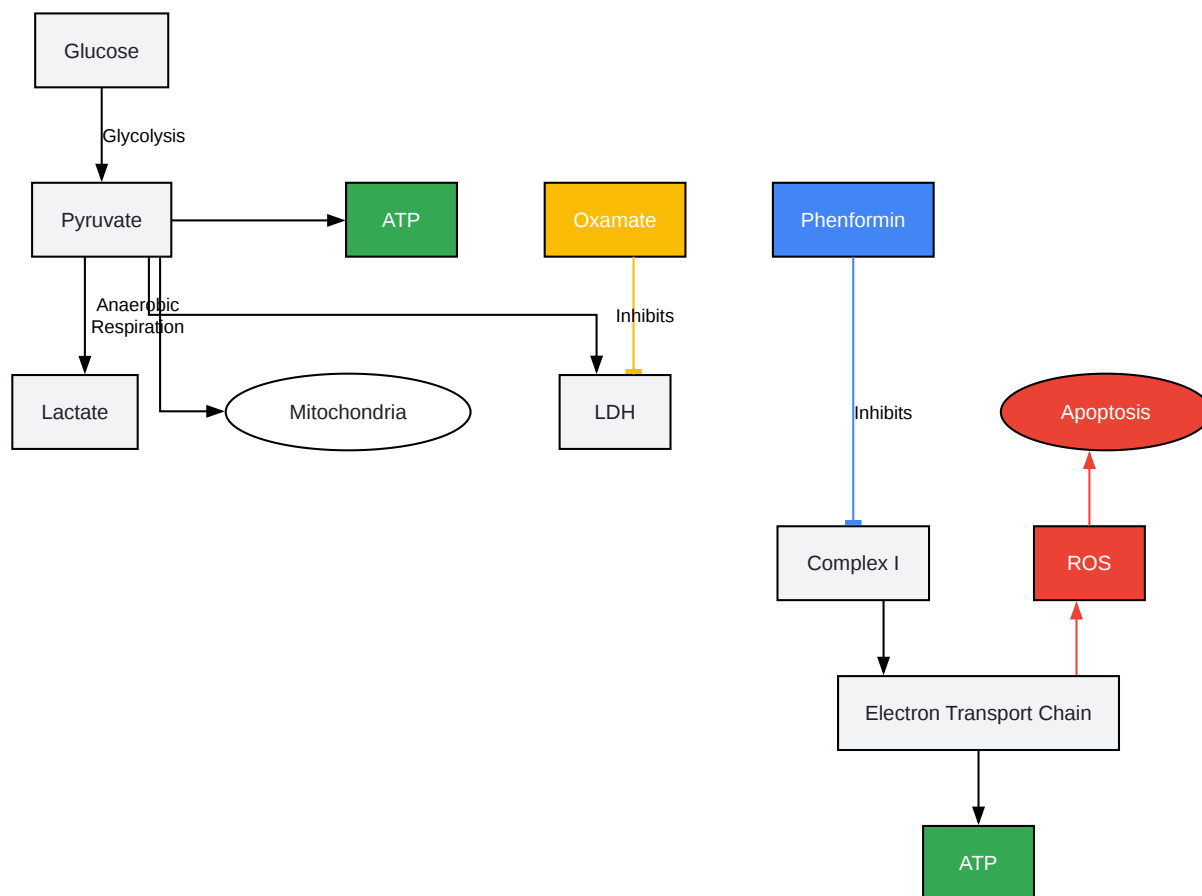 Glucose
Glycolysis
Pyruvate
ATP
Oxamate
Phenformin
Anaerobic
Respiration
Inhibits
Lactate
Mitochondria
LDH
Inhibits
Apoptosis
Complex I
ROS
Electron Transport Chain
ATP